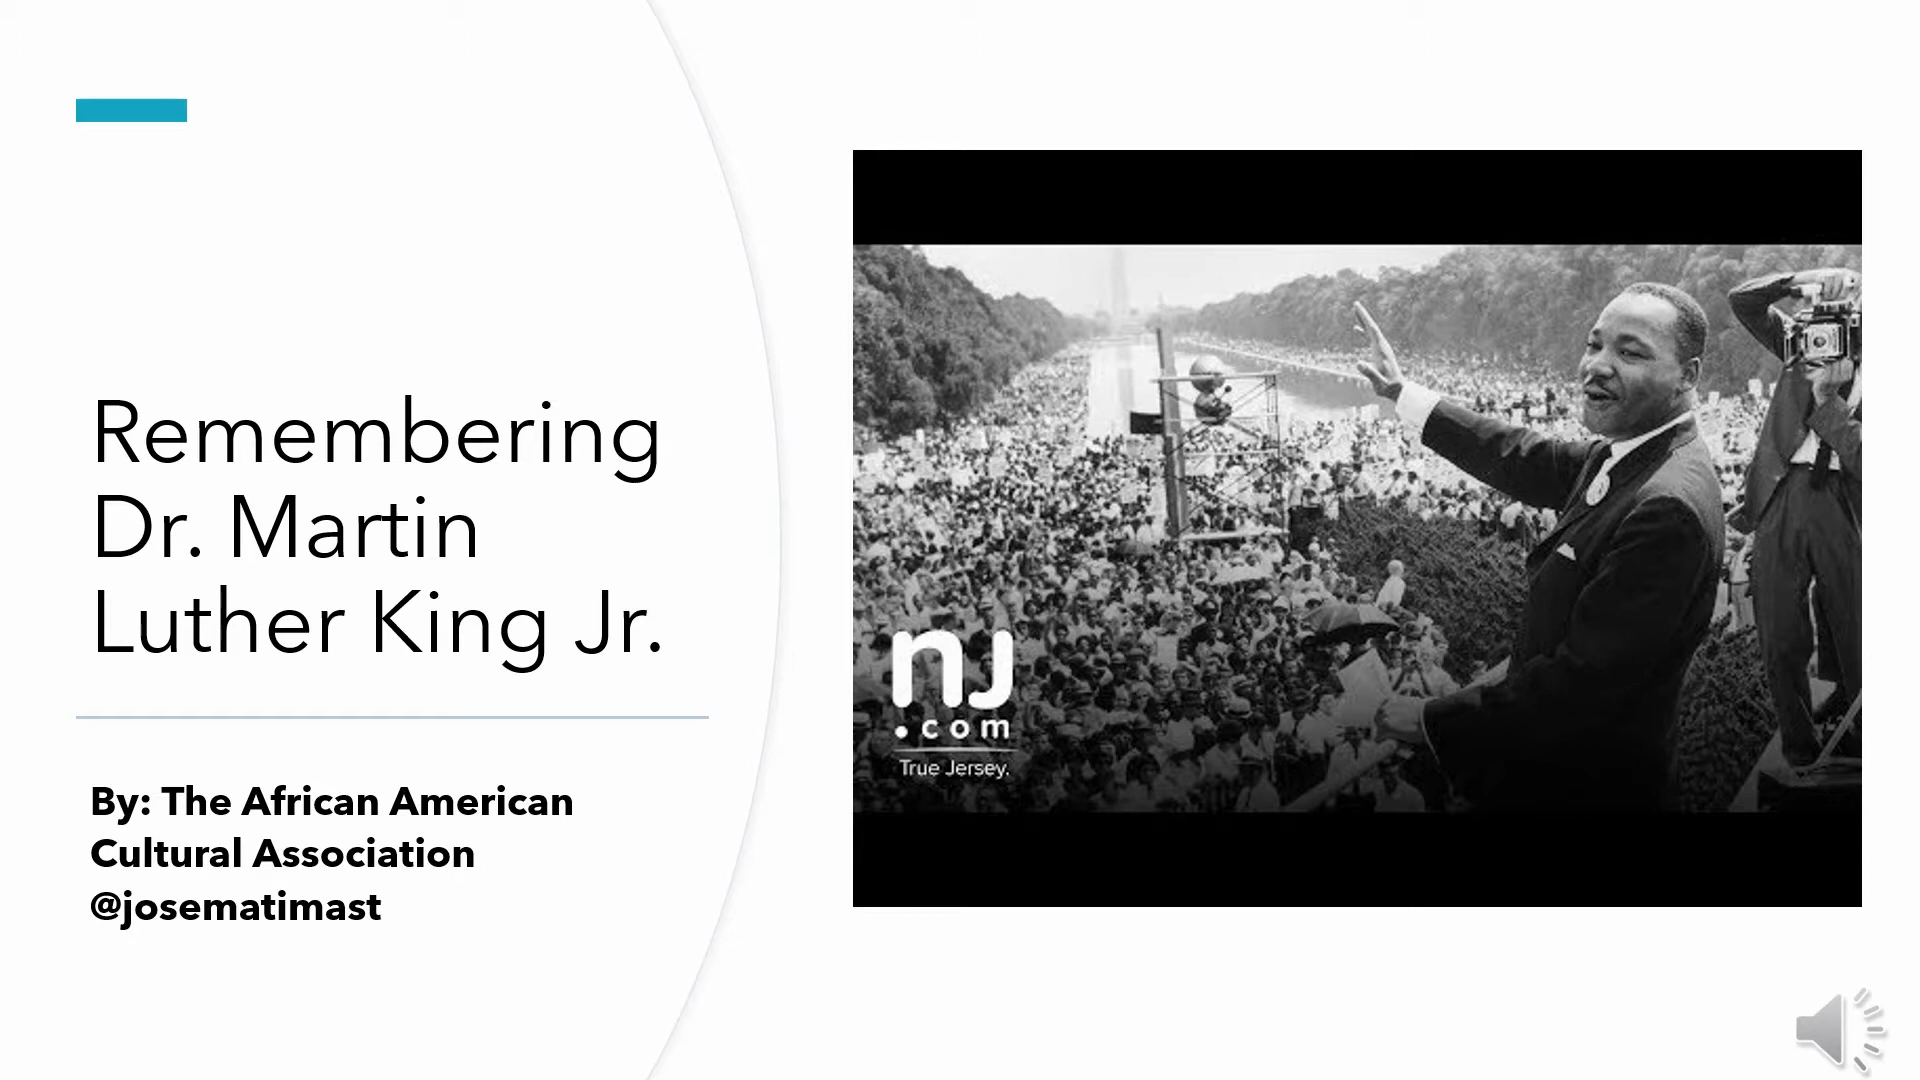 Remembering
Dr. Martin
Luther King Jr.
By: The African American
Cultural Association
@josematimast
nj
.com
True Jersey.